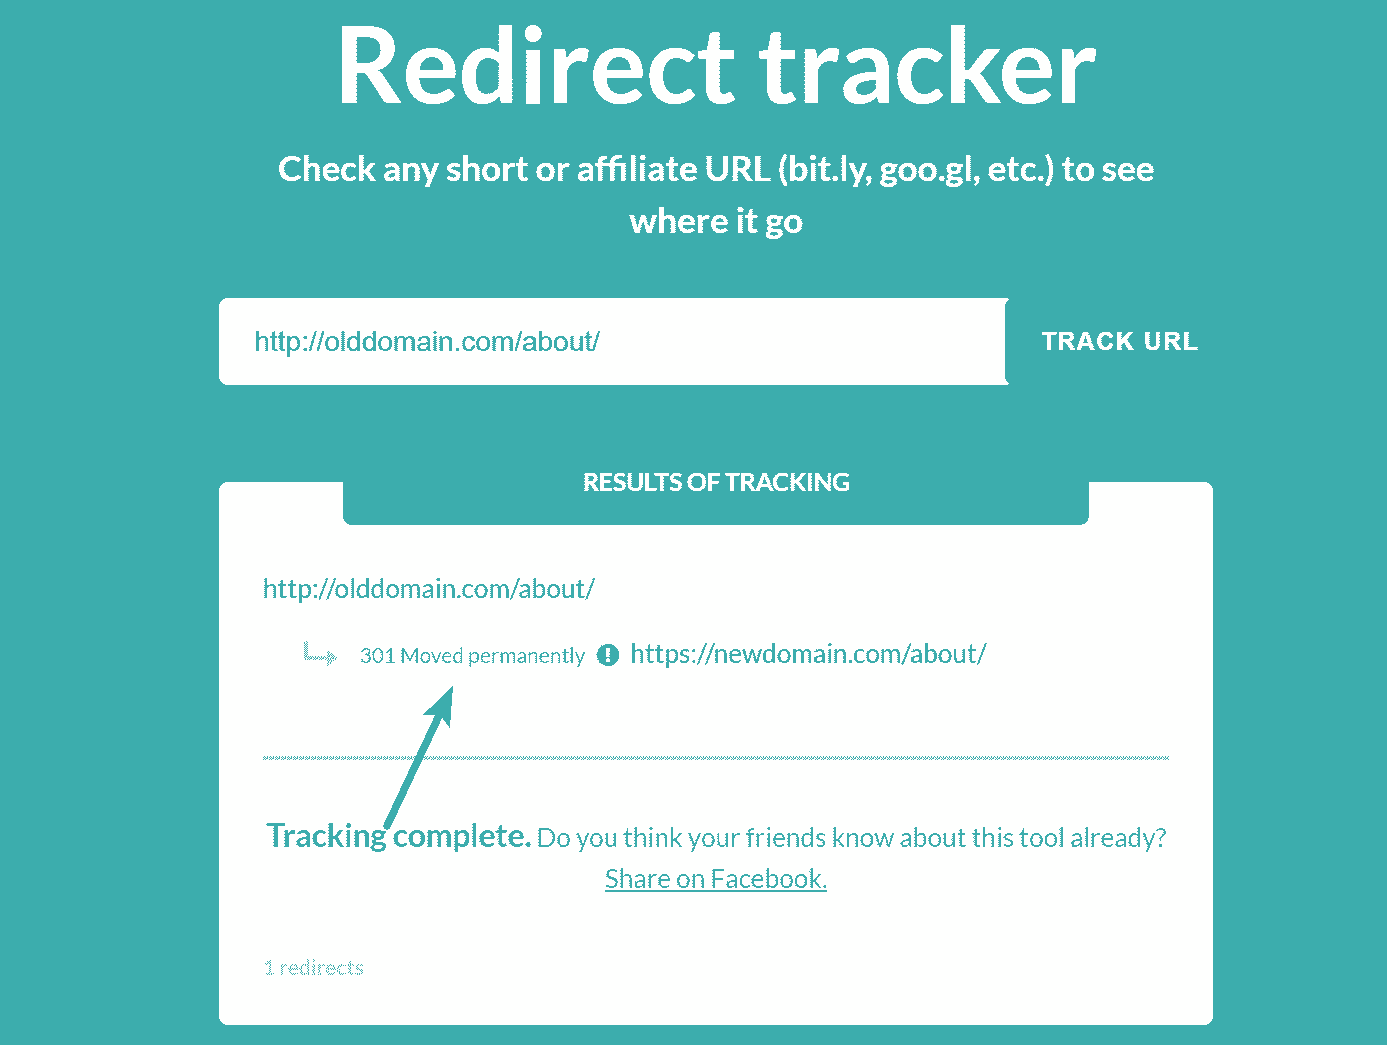 Redirect tracker
Check any short or affiliate URL (bit.ly, goo.gl, etc.) to see
where it go
http://olddomain.com/about/
TRACK URL
RESULTS OF TRACKING
http://olddomain.com/about/
301 Moved permanently ! https://newdomain.com/about/
Tracking complete. Do you think your friends know about this tool already?
Share on Facebook.
1 redirects